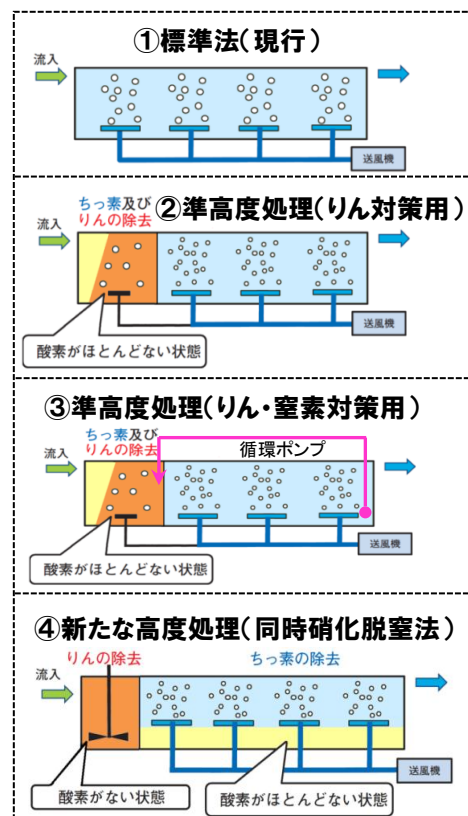 ①標準法(現行)
流入
送風機
ちっ素及び
りんの除去
②準高度処理(りん対策用)
流入
送風機
酸素がほとんどない状態
③準高度処理(りん・窒素対策用)
ちっ素及び
りんの除去
循環ポンプ
流入
送風機
酸素がほとんどない状態
④新たな高度処理(同時硝化脱窒法)
りんの除去
ちっ素の除去
流入
送風機
酸素がない状態
酸素がほとんどない状態